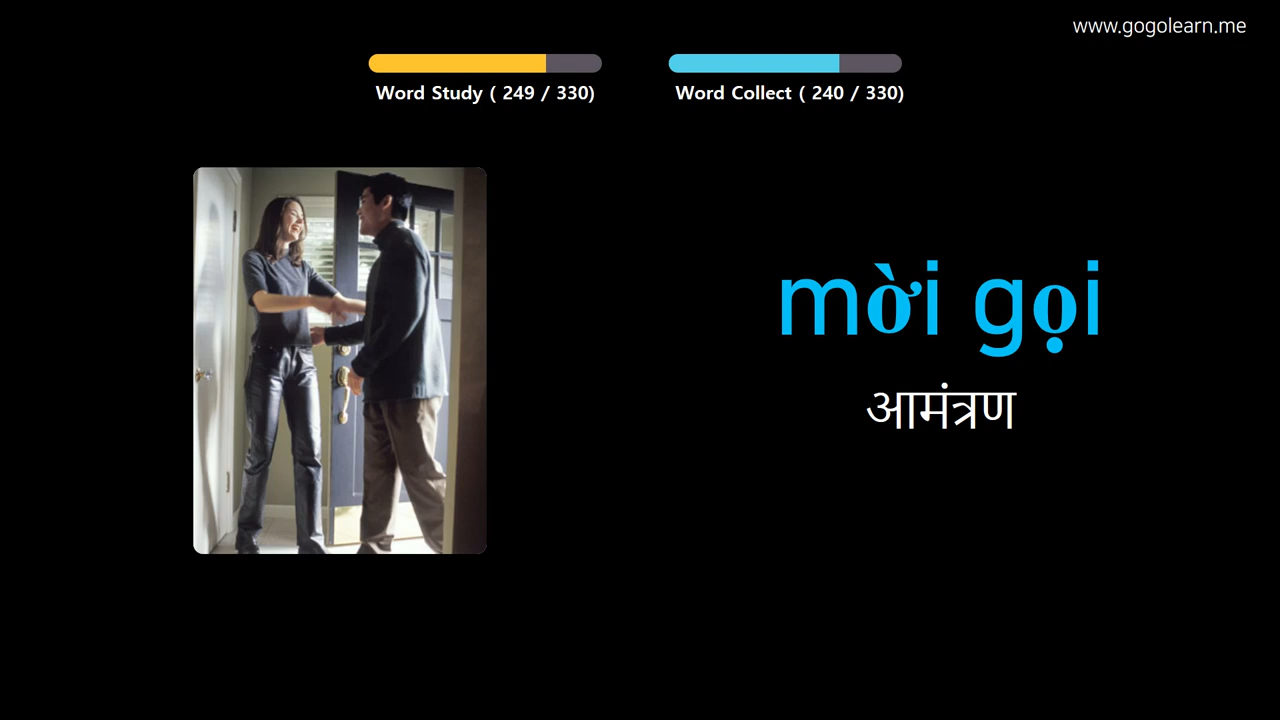 www.gogolearn.me
Word Study ( 249 / 330)
Word Collect ( 240 / 330)
mời gọi
आमंत्रण